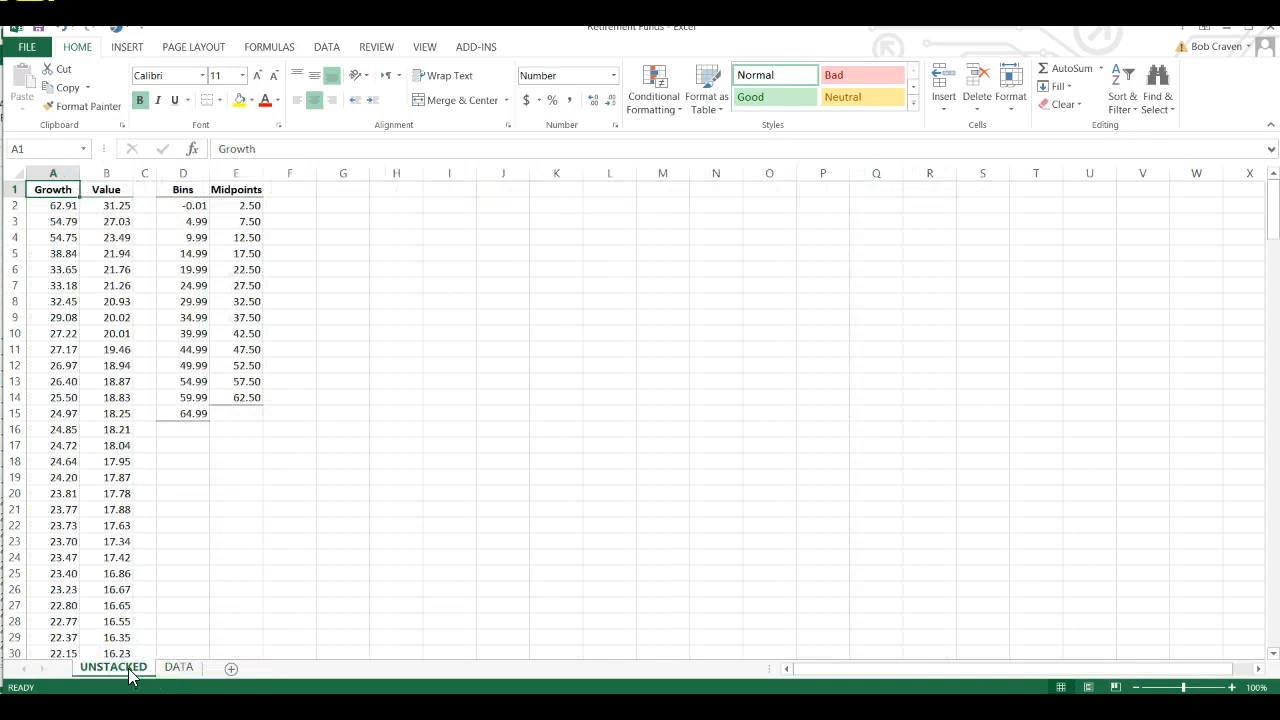 Retirement Funds - Excel
FILE HOME INSERT PAGE LAYOUT FORMULAS DATA REVIEW VIEW ADD-INS Bob Craven
Paste Cut Copy Format Painter
Calibri 11
B I U
Wrap Text
Merge & Center
Number
$ % ,
Conditional Formatting
Format as Table
Normal Bad
Good Neutral
Insert Delete Format
AutoSum
Fill
Clear
Sort & Filter
Find & Select
Clipboard Font Alignment Number Styles Cells Editing
A1 fx Growth
A B C D E F G H I J K L M N O P Q R S T U V W X
1 Growth Value Bins Midpoints
2 62.91 31.25 -0.01 2.50
3 54.79 27.03 4.99 7.50
4 54.75 23.49 9.99 12.50
5 38.84 21.94 14.99 17.50
6 33.65 21.76 19.99 22.50
7 33.18 21.26 24.99 27.50
8 32.45 20.93 29.99 32.50
9 29.08 20.02 34.99 37.50
10 27.22 20.01 39.99 42.50
11 27.17 19.46 44.99 47.50
12 26.97 18.94 49.99 52.50
13 26.40 18.87 54.99 57.50
14 25.50 18.83 59.99 62.50
15 24.97 18.25 64.99
16 24.85 18.21
17 24.72 18.04
18 24.64 17.95
19 24.20 17.87
20 23.81 17.78
21 23.77 17.88
22 23.73 17.63
23 23.70 17.34
24 23.47 17.42
25 23.40 16.86
26 23.23 16.67
27 22.80 16.65
28 22.77 16.55
29 22.37 16.35
30 22.15 16.23
UNSTACKED DATA
READY 100%